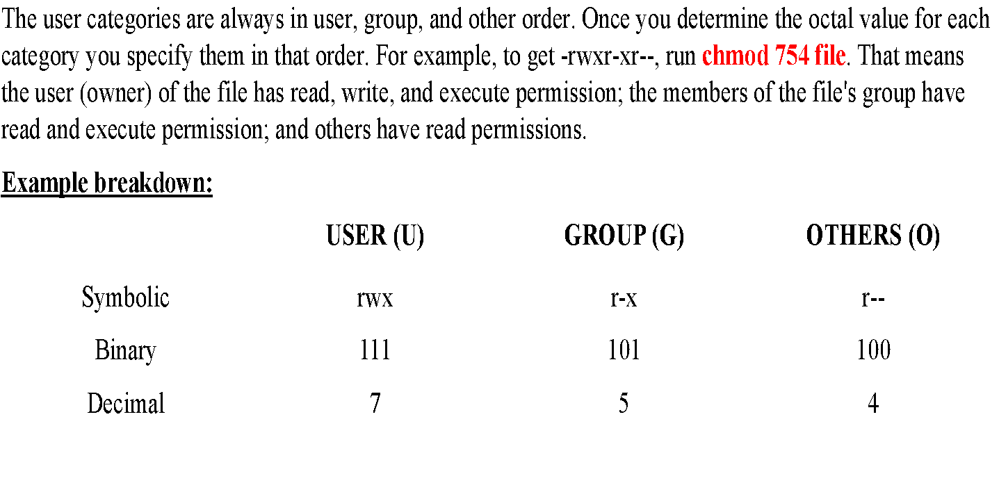 The user categories are always in user, group, and other order. Once you determine the octal value for each
category you specify them in that order. For example, to get -rwxr-xr--, run chmod 754 file. That means
the user (owner) of the file has read, write, and execute permission; the members of the file's group have
read and execute permission; and others have read permissions.
Example breakdown:
USER (U) GROUP (G) OTHERS (O)
Symbolic rwx r-x r--
Binary 111 101 100
Decimal 7 5 4